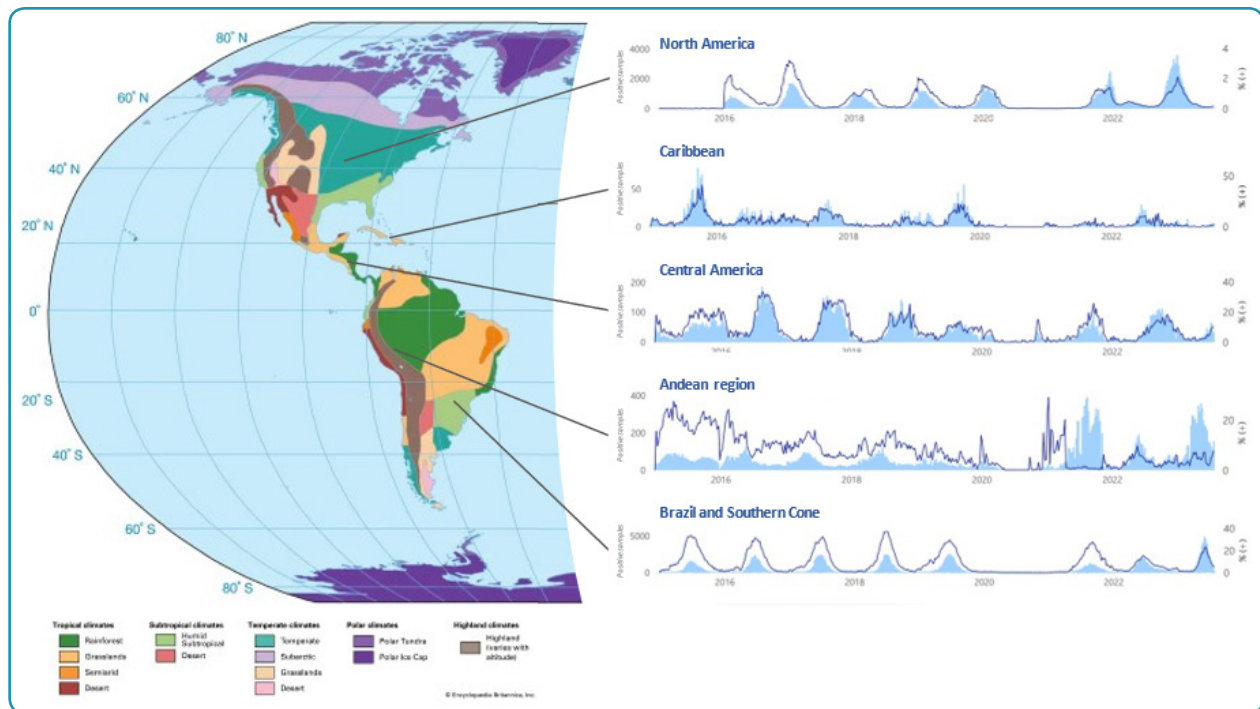 80° N
60° N
40° N
20° N
0°
20° S
40° S
60° S
80° S
North America
Positive samples
4000
2000
0
4
2
0
% (+)
2016
2018
2020
2022
Caribbean
Positive samples
50
0
50
0
% (+)
2016
2018
2020
2022
Central America
Positive samples
200
100
0
40
20
0
% (+)
2016
2018
2020
2022
Andean region
Positive samples
400
200
0
20
0
% (+)
2016
2018
2020
2022
Brazil and Southern Cone
Positive samples
5000
0
40
20
0
% (+)
2016
2018
2020
2022
Tropical climates
Rainforest
Grasslands
Semiarid
Desert
Subtropical climates
Humid
Subtropical
Desert
Temperate climates
Temperate
Subarctic
Grasslands
Desert
Polar climates
Polar Tundra
Polar Ice Cap
Highland climates
Highland
(varies with
altitude)
© Encyclopædia Britannica, Inc.